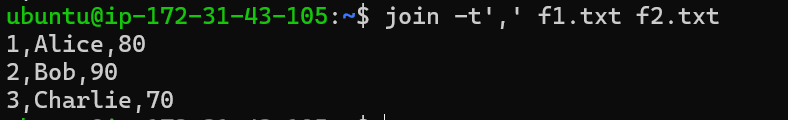 ubuntu@ip-172-31-43-105:~$ join -t',' f1.txt f2.txt
1,Alice,80
2,Bob,90
3,Charlie,70